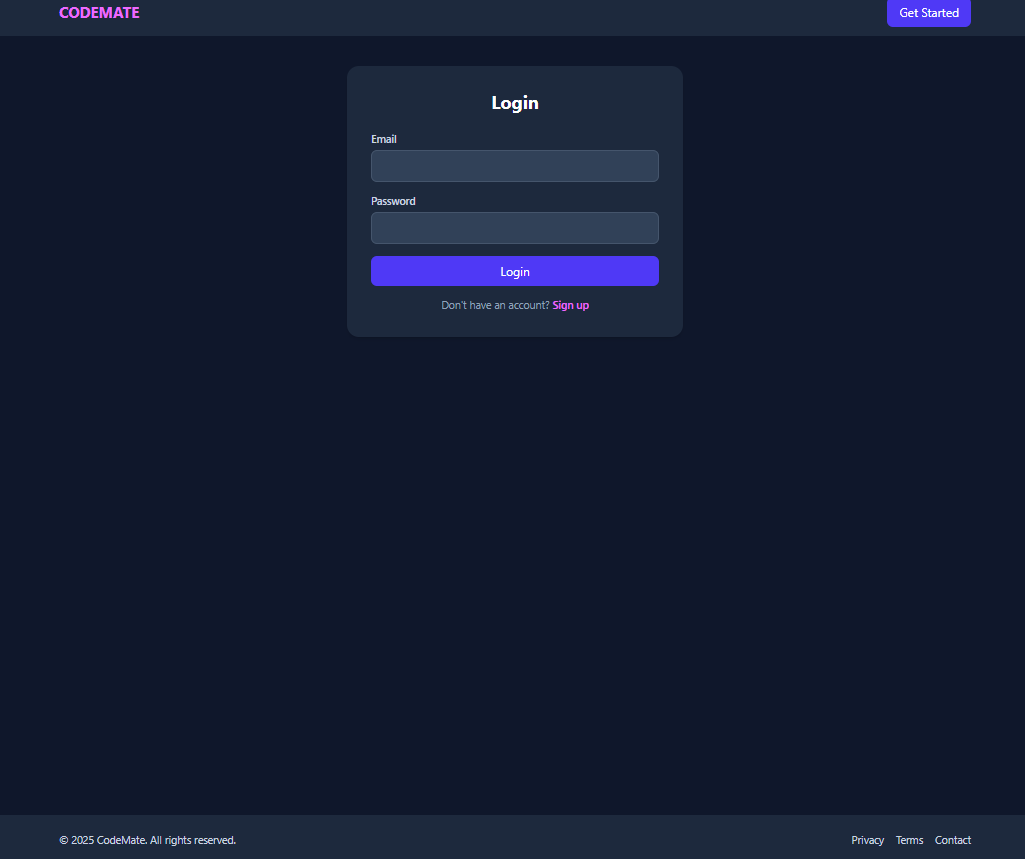 CODEMATE
Get Started
Login
Email
Password
Login
Don't have an account? Sign up
© 2025 CodeMate. All rights reserved.
Privacy Terms Contact